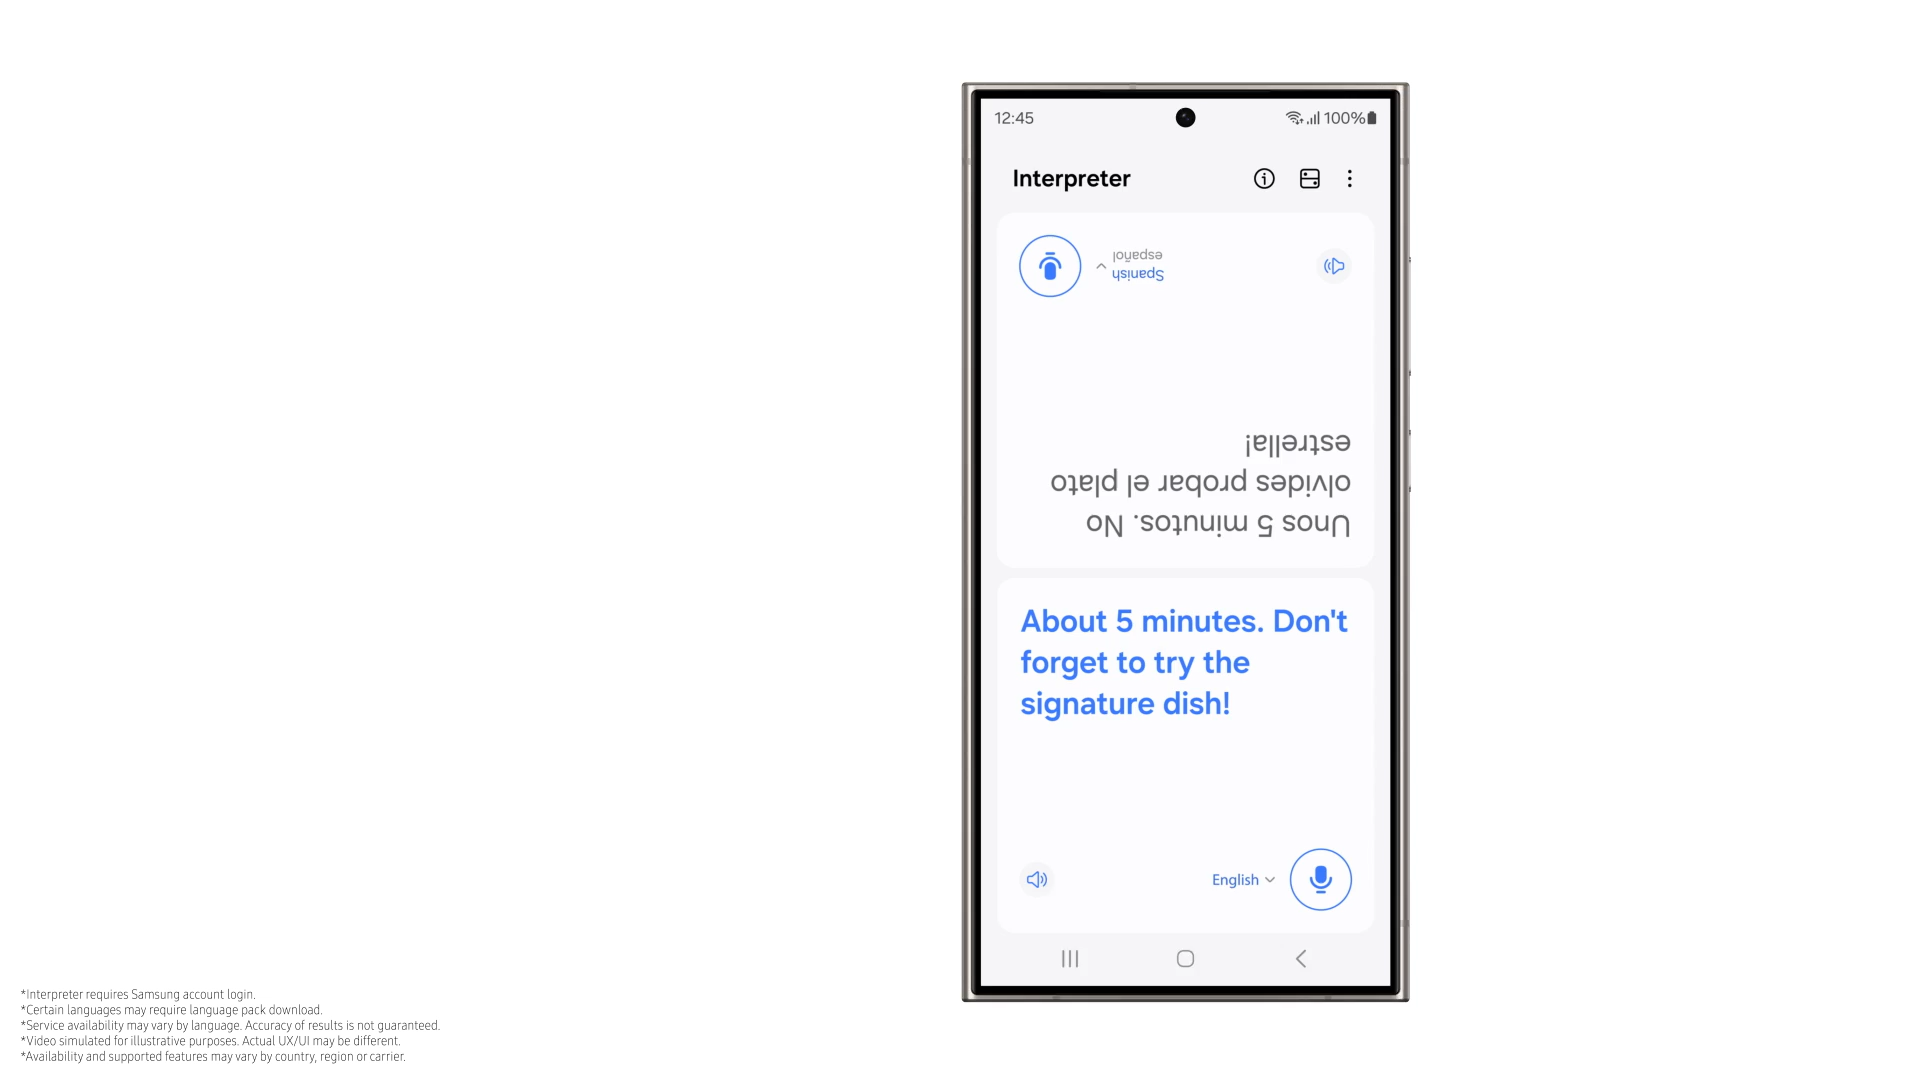 12:45
100%
Interpreter
Spanish
español
Unos 5 minutos. No
olvides probar el plato
estrella!
About 5 minutes. Don't
forget to try the
signature dish!
English
*Interpreter requires Samsung account login.
*Certain languages may require language pack download.
*Service availability may vary by language. Accuracy of results is not guaranteed.
*Video simulated for illustrative purposes. Actual UX/UI may be different.
*Availability and supported features may vary by country, region or carrier.